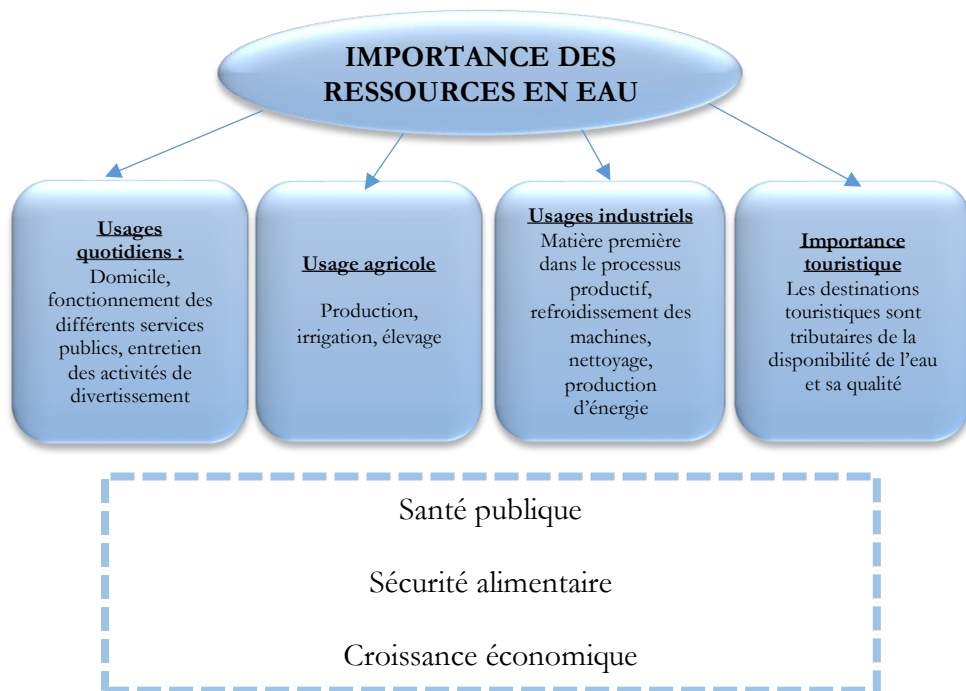 IMPORTANCE DES
RESSOURCES EN EAU
Usages
quotidiens :
Domicile,
fonctionnement des
différents services
publics, entretien
des activités de
divertissement
Usage agricole
Production,
irrigation, élevage
Usages industriels
Matière première
dans le processus
productif,
refroidissement des
machines,
nettoyage,
production
d’énergie
Importance
touristique
Les destinations
touristiques sont
tributaires de la
disponibilité de l’eau
et sa qualité
Santé publique
Sécurité alimentaire
Croissance économique